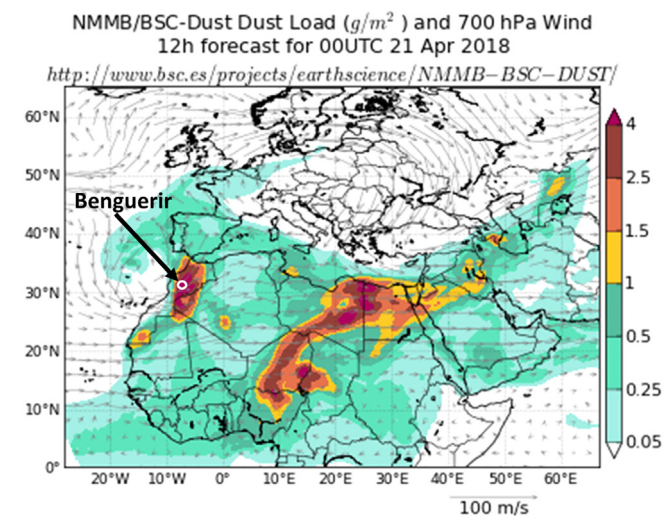 NMMB/BSC-Dust Dust Load (g/m² ) and 700 hPa Wind
12h forecast for 00UTC 21 Apr 2018
http://www.bsc.es/projects/earthscience/NMMB−BSC−DUST/
60°N
50°N
40°N
30°N
20°N
10°N
0°
Benguerir
20°W 10°W 0° 10°E 20°E 30°E 40°E 50°E 60°E
100 m/s
4
2.5
1.5
1
0.5
0.25
0.05